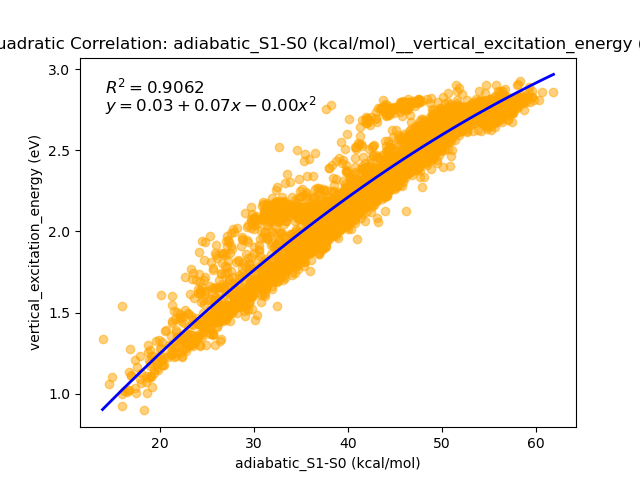 uadratic Correlation: adiabatic_S1-S0 (kcal/mol)__vertical_excitation_energy (
R² = 0.9062
y = 0.03 + 0.07x − 0.00x²
3.0
2.5
2.0
1.5
1.0
vertical_excitation_energy (eV)
20 30 40 50 60
adiabatic_S1-S0 (kcal/mol)